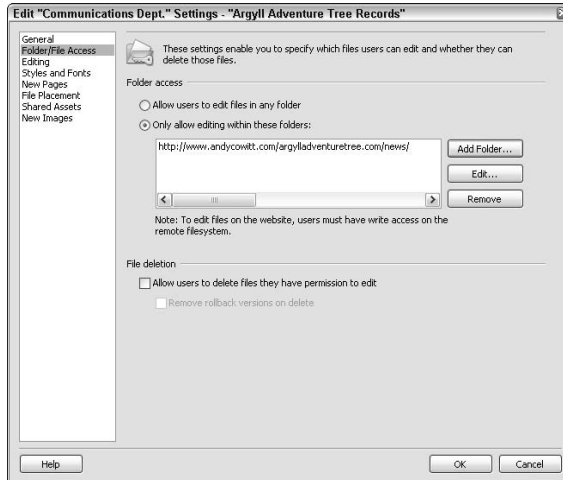 Edit "Communications Dept." Settings - "Argyll Adventure Tree Records"
General
Folder/File Access
Editing
Styles and Fonts
New Pages
File Placement
Shared Assets
New Images
These settings enable you to specify which files users can edit and whether they can
delete those files.
Folder access
Allow users to edit files in any folder
Only allow editing within these folders:
http://www.andycowitt.com/argylladventuretree.com/news/
Add Folder...
Edit...
Remove
Note: To edit files on the website, users must have write access on the
remote filesystem.
File deletion
Allow users to delete files they have permission to edit
Remove rollback versions on delete
Help
OK
Cancel